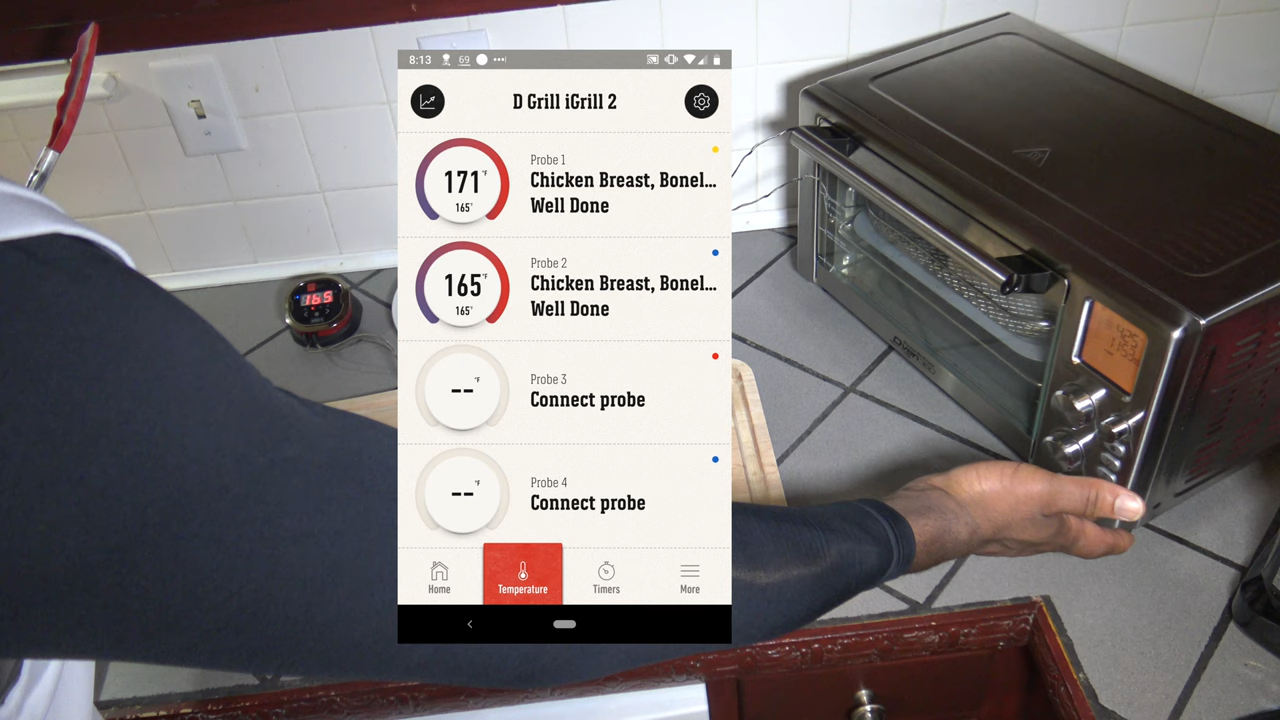 8:13 69
D Grill iGrill 2
171°F
165°
Probe 1
Chicken Breast, Bonel...
Well Done
165°F
165°
Probe 2
Chicken Breast, Bonel...
Well Done
--°F
Probe 3
Connect probe
--°F
Probe 4
Connect probe
Home
Temperature
Timers
More
165